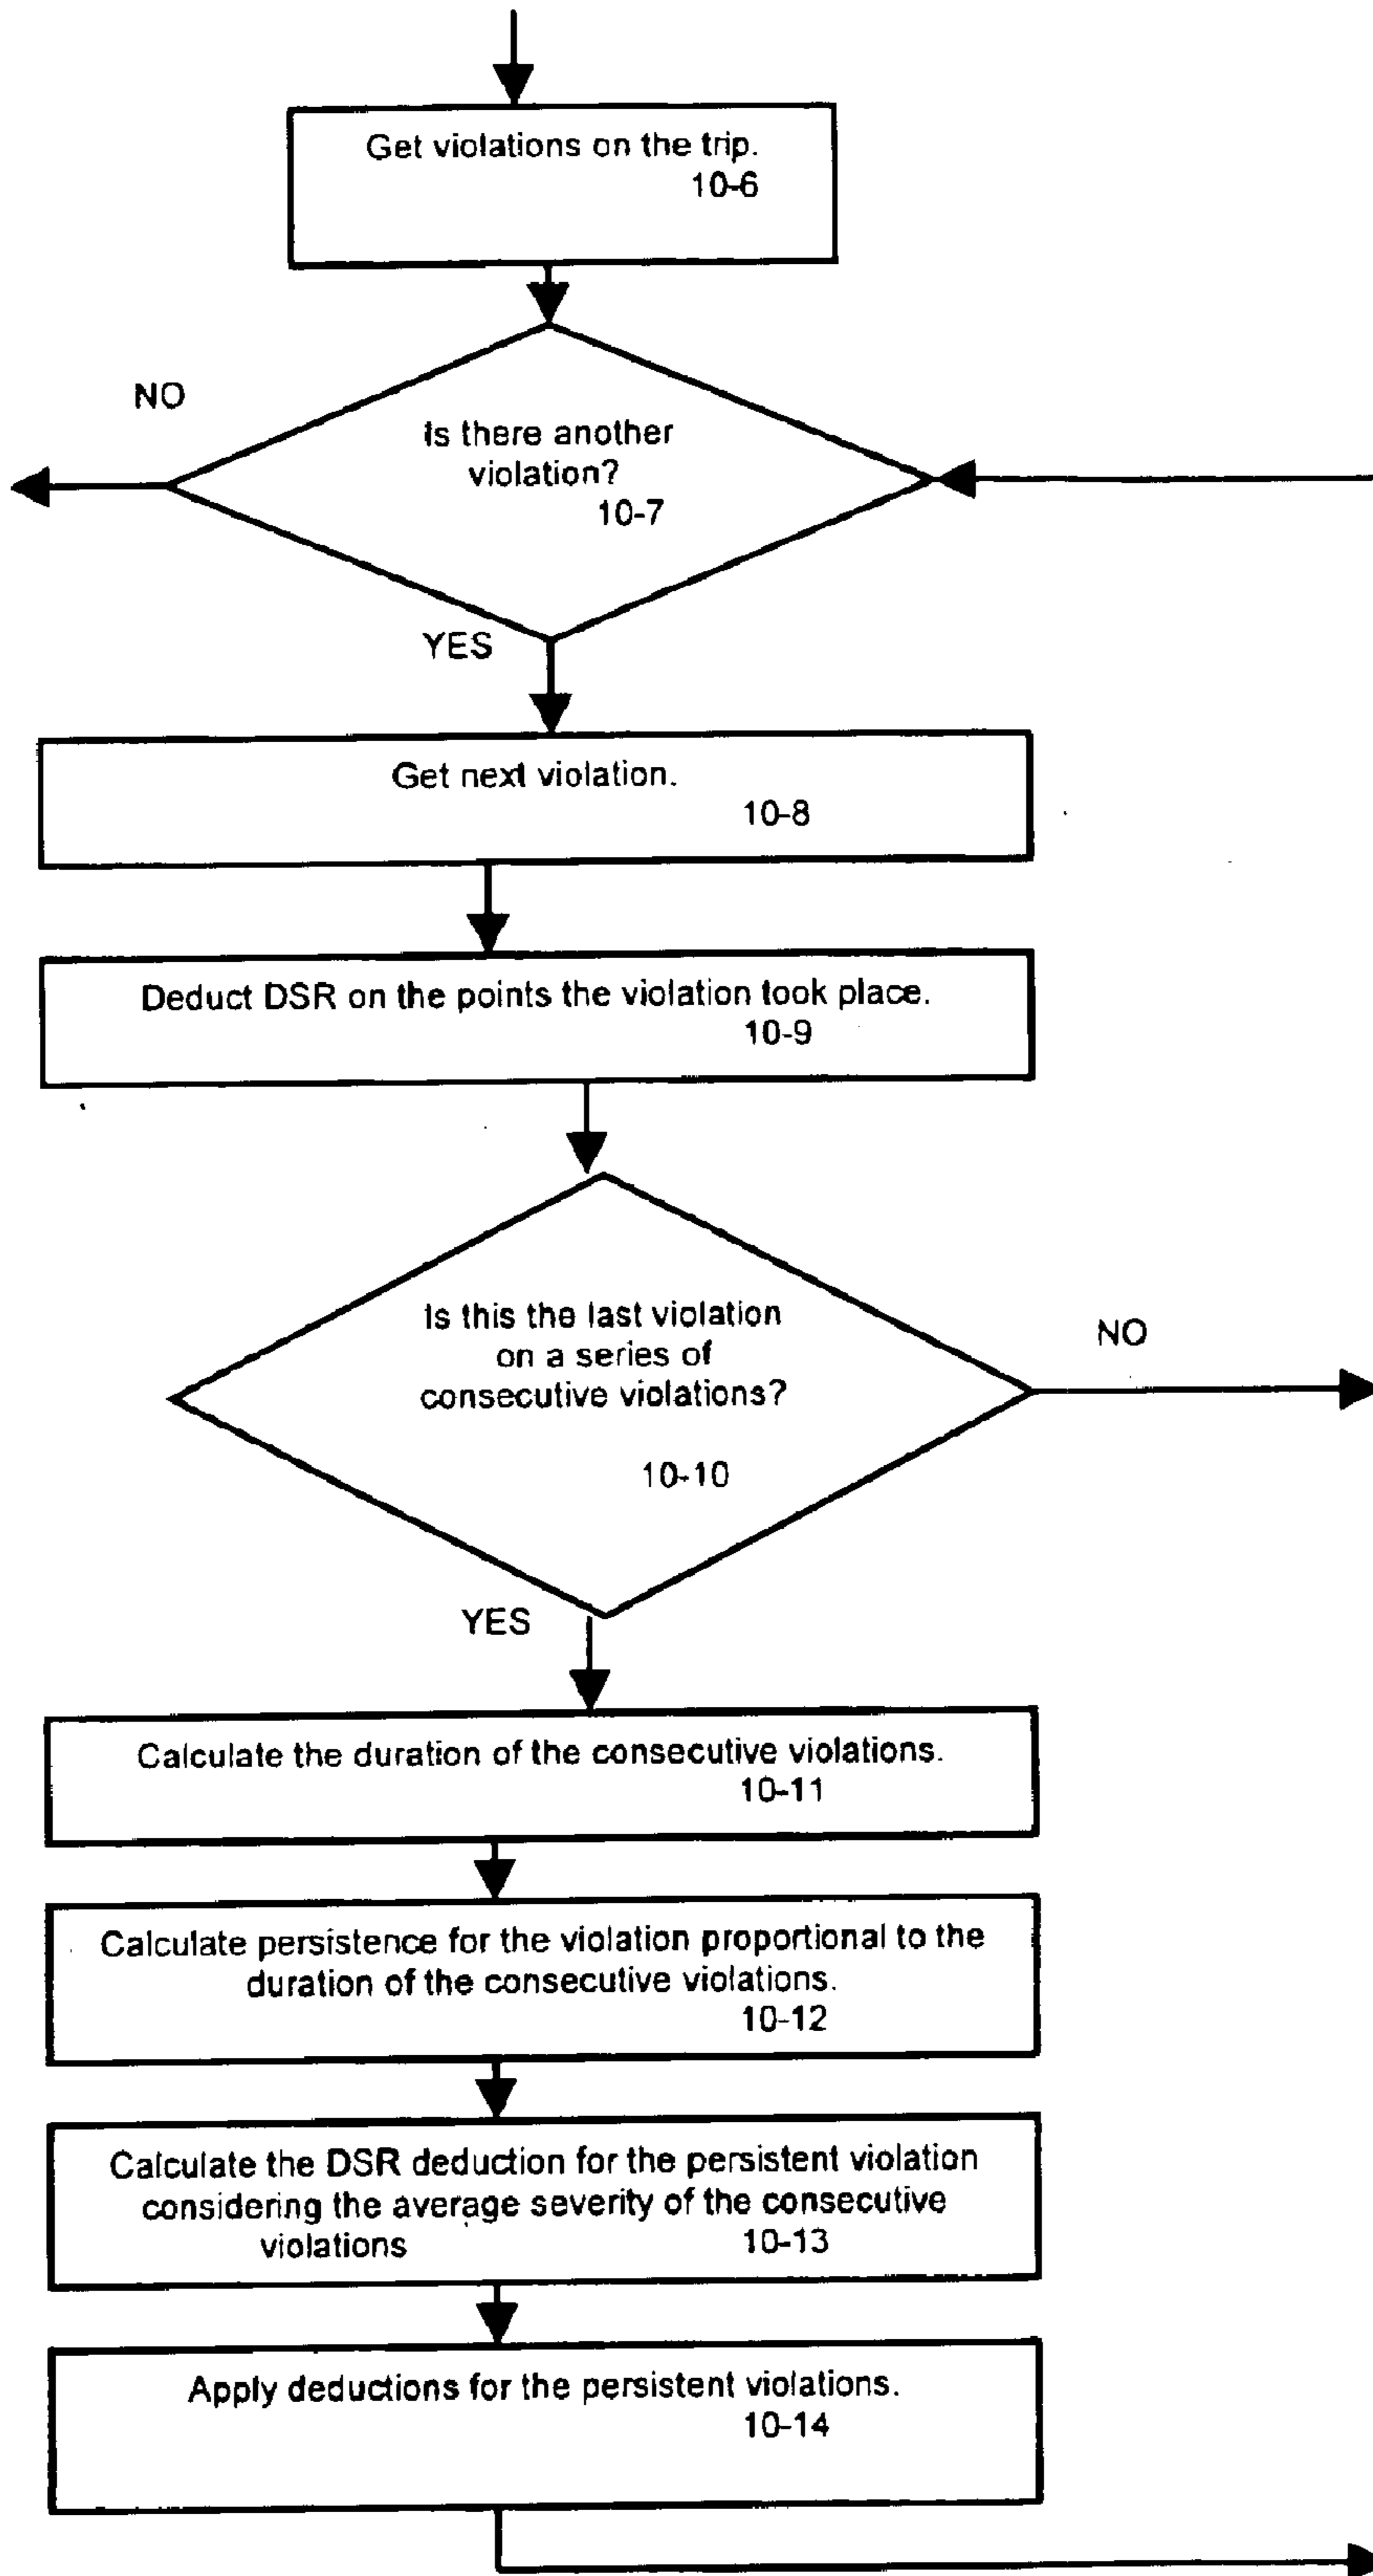 Get violations on the trip.
10-6
NO
Is there another
violation?
10-7
YES
Get next violation.
10-8
Deduct DSR on the points the violation took place.
10-9
Is this the last violation
on a series of
consecutive violations?
NO
10-10
YES
Calculate the duration of the consecutive violations.
10-11
Calculate persistence for the violation proportional to the
duration of the consecutive violations.
10-12
Calculate the DSR deduction for the persistent violation
considering the average severity of the consecutive
violations 10-13
Apply deductions for the persistent violations.
10-14